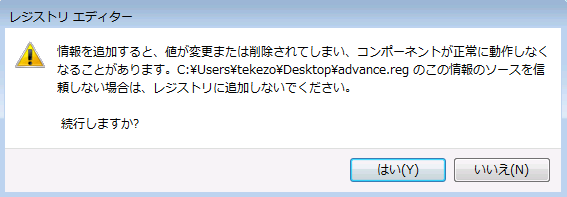 レジストリ エディター
情報を追加すると、値が変更または削除されてしまい、コンポーネントが正常に動作しなく
なることがあります。C:¥Users¥tekezo¥Desktop¥advance.reg のこの情報のソースを信
頼しない場合は、レジストリに追加しないでください。
続行しますか?
はい(Y)
いいえ(N)